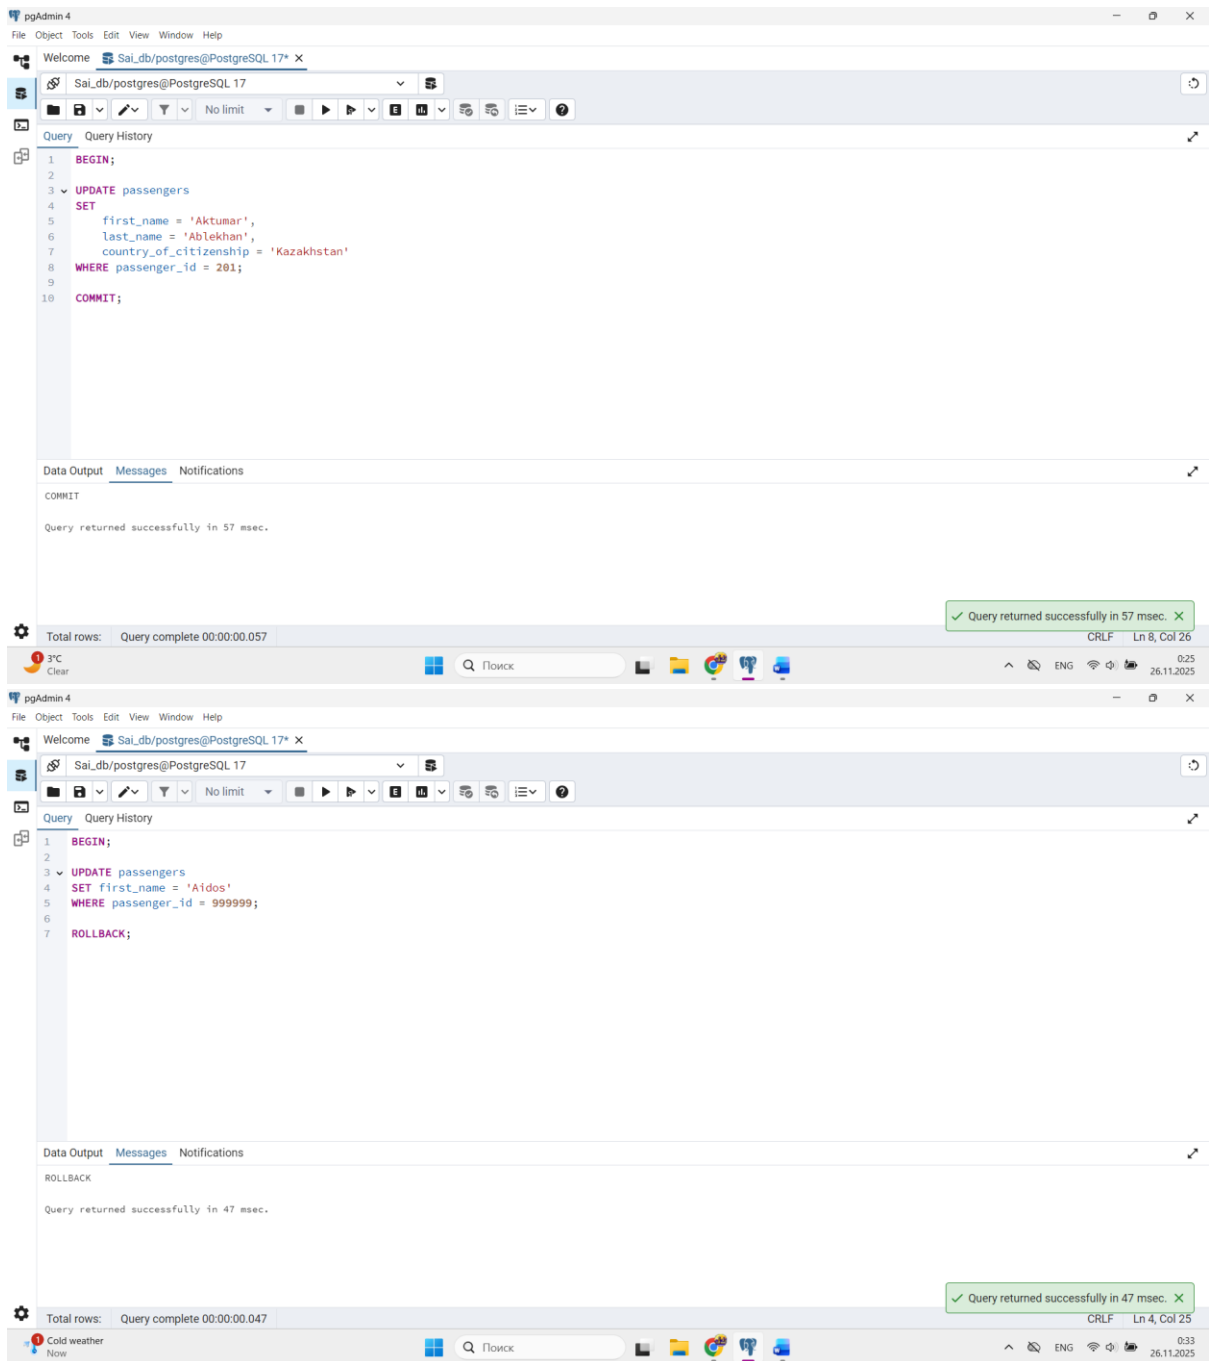 pgAdmin 4
File Object Tools Edit View Window Help
Welcome Sai_db/postgres@PostgreSQL 17*
Sai_db/postgres@PostgreSQL 17
No limit
E
Query Query History
1 BEGIN;
2
3 UPDATE passengers
4 SET
5 first_name = 'Aktumar',
6 last_name = 'Ablekhan',
7 country_of_citizenship = 'Kazakhstan'
8 WHERE passenger_id = 201;
9
10 COMMIT;
Data Output Messages Notifications
COMMIT
Query returned successfully in 57 msec.
Query returned successfully in 57 msec.
Total rows: Query complete 00:00:00.057
CRLF Ln 8, Col 26
1 3°C
Clear
Поиск
ENG
0:25
26.11.2025
pgAdmin 4
File Object Tools Edit View Window Help
Welcome Sai_db/postgres@PostgreSQL 17*
Sai_db/postgres@PostgreSQL 17
No limit
E
Query Query History
1 BEGIN;
2
3 UPDATE passengers
4 SET first_name = 'Aidos'
5 WHERE passenger_id = 999999;
6
7 ROLLBACK;
Data Output Messages Notifications
ROLLBACK
Query returned successfully in 47 msec.
Query returned successfully in 47 msec.
Total rows: Query complete 00:00:00.047
CRLF Ln 4, Col 25
1 Cold weather
Now
Поиск
ENG
0:33
26.11.2025